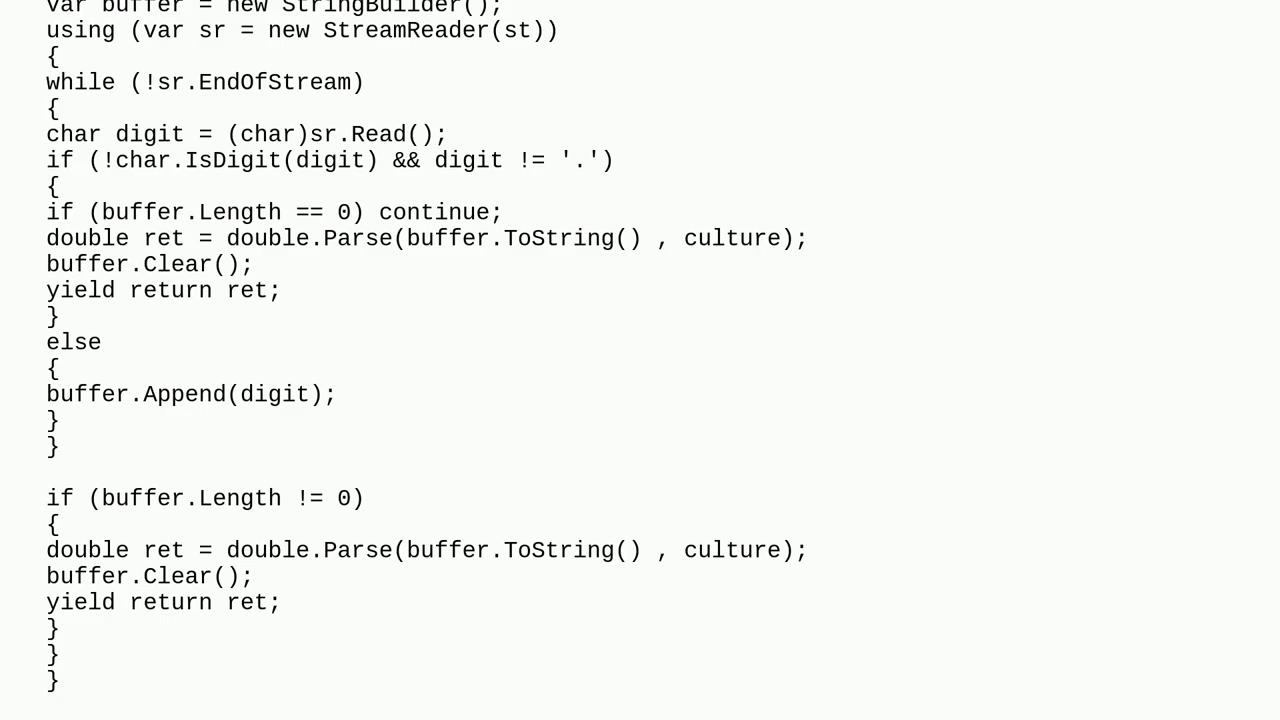 var buffer = new StringBuilder();
using (var sr = new StreamReader(st))
{
while (!sr.EndOfStream)
{
char digit = (char)sr.Read();
if (!char.IsDigit(digit) && digit != '.')
{
if (buffer.Length == 0) continue;
double ret = double.Parse(buffer.ToString() , culture);
buffer.Clear();
yield return ret;
}
else
{
buffer.Append(digit);
}
}

if (buffer.Length != 0)
{
double ret = double.Parse(buffer.ToString() , culture);
buffer.Clear();
yield return ret;
}
}
}